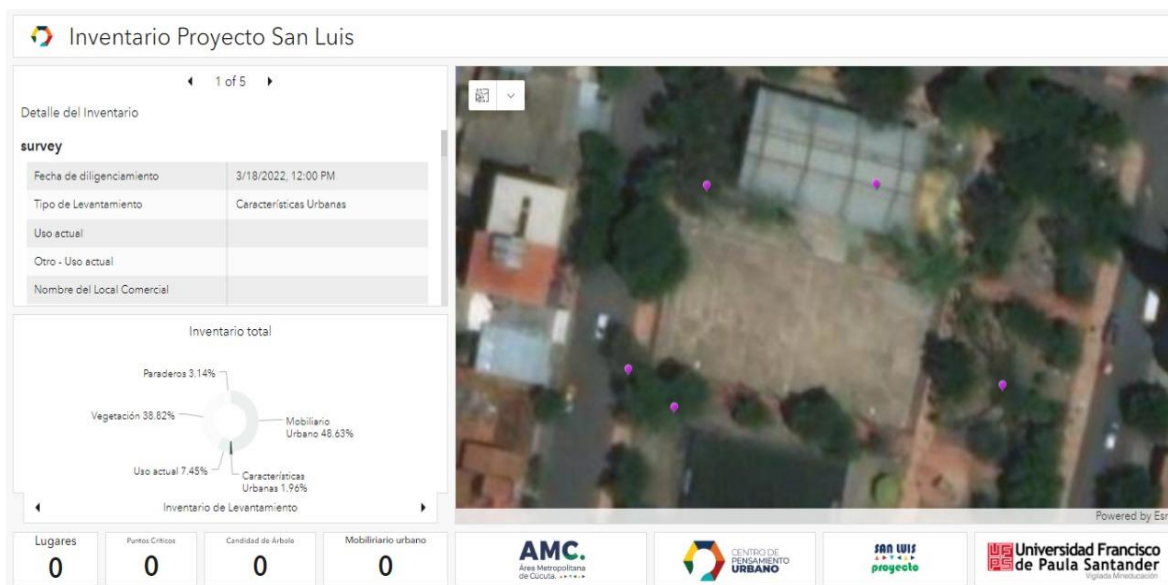 Inventario Proyecto San Luis
1 of 5
Detalle del Inventario
survey
Fecha de diligenciamiento 3/18/2022, 12:00 PM
Tipo de Levantamiento Características Urbanas
Uso actual
Otro - Uso actual
Nombre del Local Comercial
Inventario total
Paraderos 3.14%
Vegetación 38.82%
Mobiliario
Urbano 48.63%
Uso actual 7.45%
Características
Urbanas 1.96%
Inventario de Levantamiento
Powered by Esr
Lugares
0
Puntos Criticos
0
Candidad de Arbole
0
Mobiliriario urbano
0
AMC.
Área Metropolitana
de Cúcuta.
CENTRO DE
PENSAMIENTO
URBANO
SAN LUIS
proyecto
UFPS
Universidad Francisco
de Paula Santander
Vigilada Mineducación